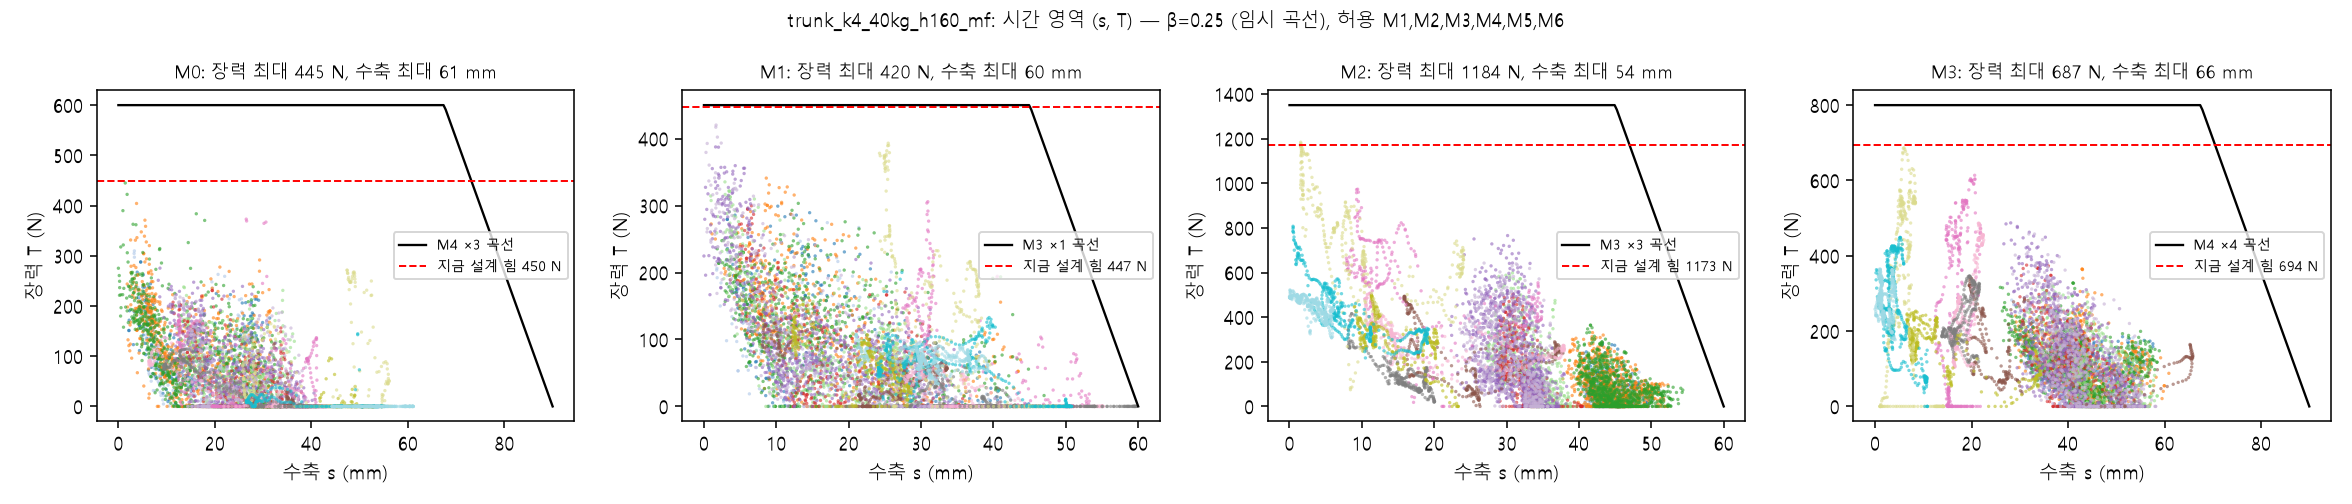 trunk_k4_40kg_h160_mf: 시간 영역 (s, T) — β=0.25 (임시 곡선), 허용 M1,M2,M3,M4,M5,M6
M0: 장력 최대 445 N, 수축 최대 61 mm
장력 T (N)
600
500
400
300
200
100
0
0 20 40 60 80
수축 s (mm)
M4 ×3 곡선
지금 설계 힘 450 N
M1: 장력 최대 420 N, 수축 최대 60 mm
장력 T (N)
400
300
200
100
0
0 10 20 30 40 50 60
수축 s (mm)
M3 ×1 곡선
지금 설계 힘 447 N
M2: 장력 최대 1184 N, 수축 최대 54 mm
장력 T (N)
1400
1200
1000
800
600
400
200
0
0 10 20 30 40 50 60
수축 s (mm)
M3 ×3 곡선
지금 설계 힘 1173 N
M3: 장력 최대 687 N, 수축 최대 66 mm
장력 T (N)
800
600
400
200
0
0 20 40 60 80
수축 s (mm)
M4 ×4 곡선
지금 설계 힘 694 N